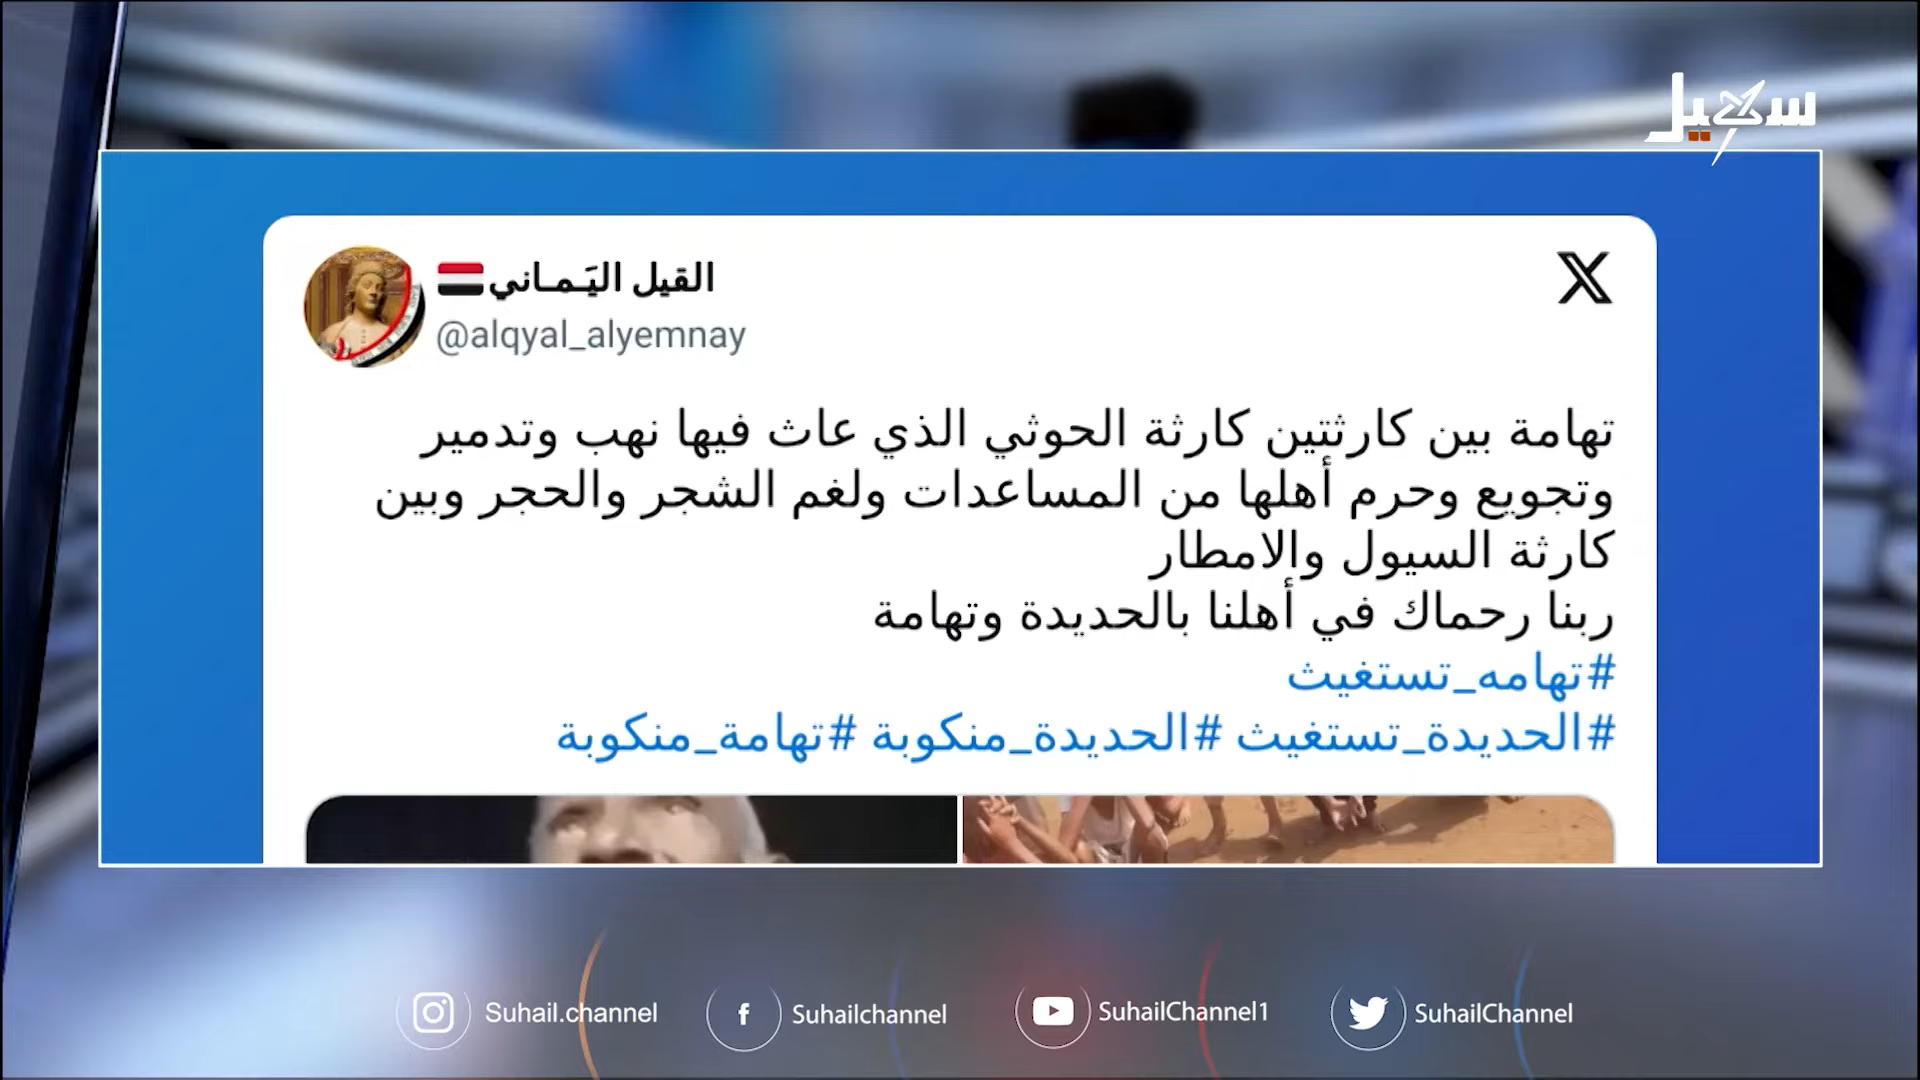 سهيل
القيل اليَـمـاني
@alqyal_alyemnay
تهامة بين كارثتين كارثة الحوثي الذي عاث فيها نهب وتدمير
وتجويع وحرم أهلها من المساعدات ولغم الشجر والحجر وبين
كارثة السيول والامطار
ربنا رحماك في أهلنا بالحديدة وتهامة
#تهامه_تستغيث
#الحديدة_تستغيث #الحديدة_منكوبة #تهامة_منكوبة
Suhail.channel
Suhailchannel
SuhailChannel1
SuhailChannel